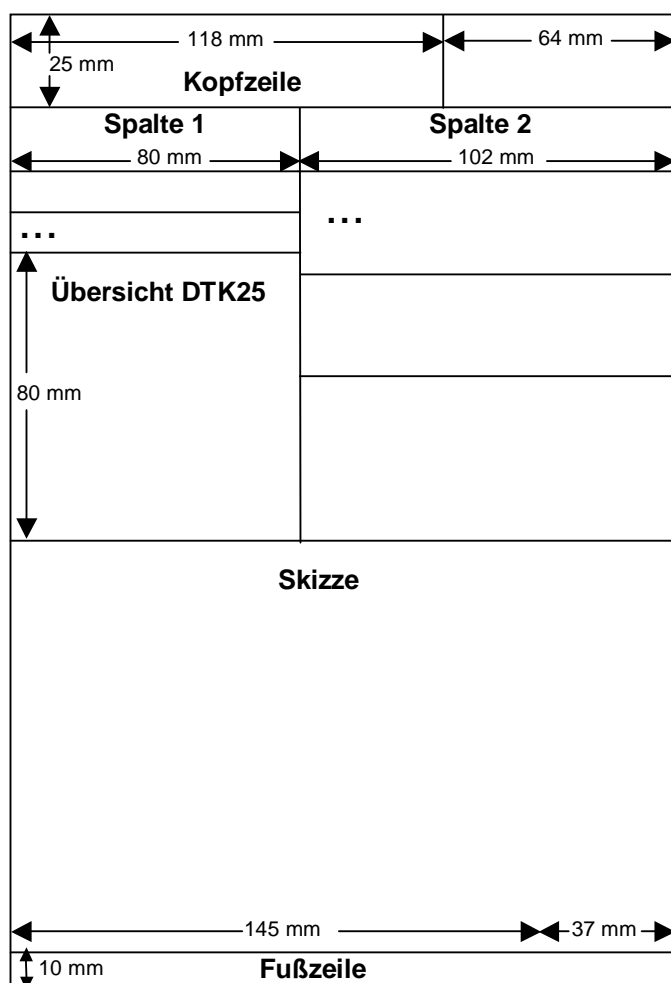 118 mm 64 mm
25 mm
Kopfzeile
Spalte 1 Spalte 2
80 mm 102 mm
...
...
Übersicht DTK25
80 mm
Skizze
145 mm 37 mm
10 mm Fußzeile